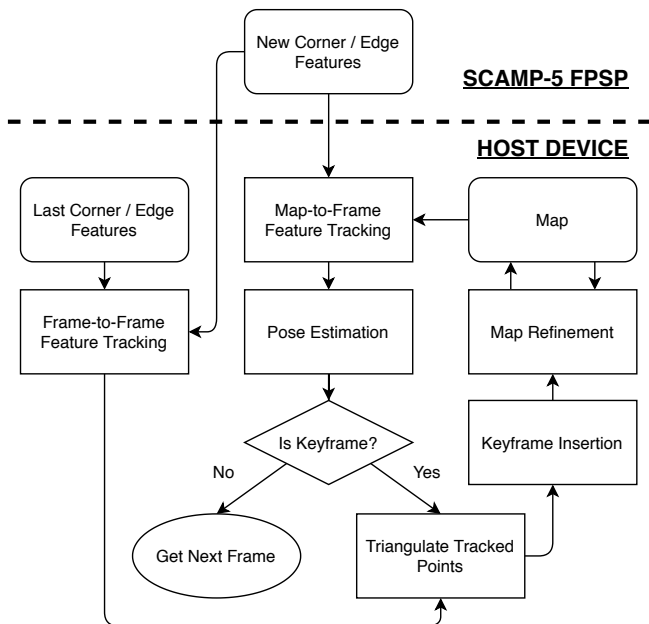 New Corner / Edge
Features
SCAMP-5 FPSP
HOST DEVICE
Last Corner / Edge
Features
Map-to-Frame
Feature Tracking
Map
Frame-to-Frame
Feature Tracking
Pose Estimation
Map Refinement
Is Keyframe?
Keyframe Insertion
No
Yes
Get Next Frame
Triangulate Tracked
Points